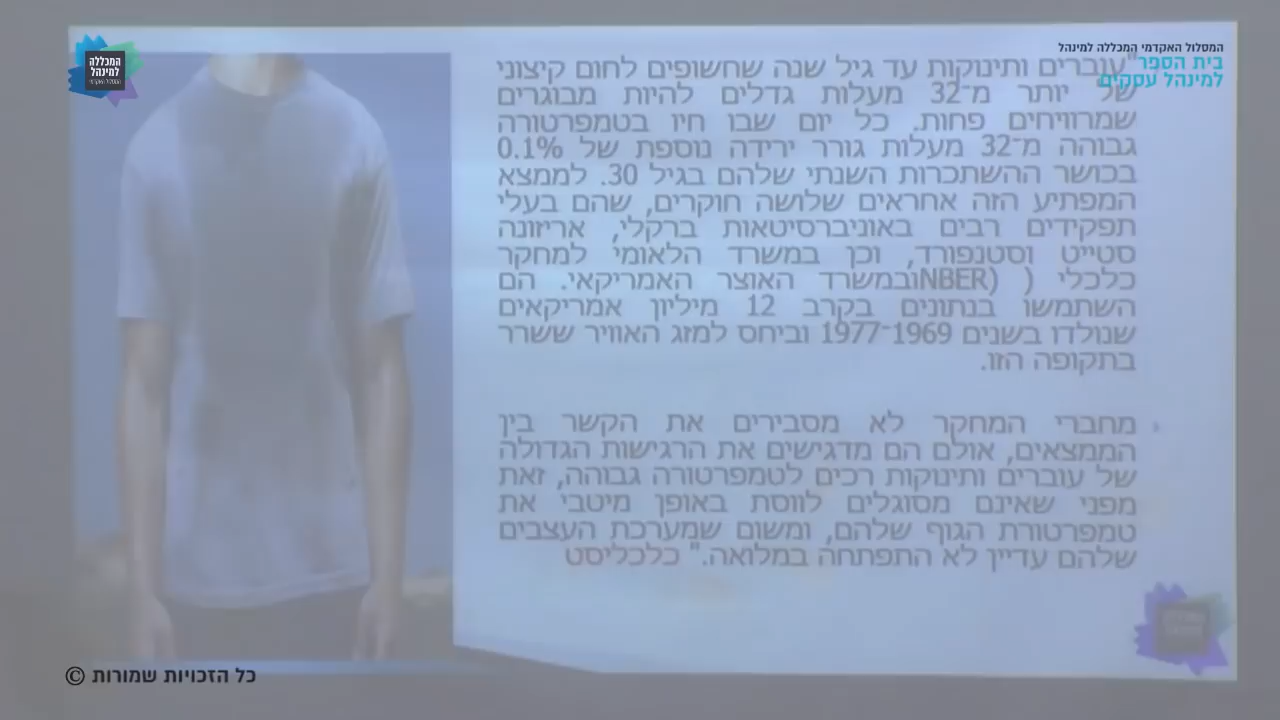 המסלול האקדמי המכללה למינהל
בית הספר
למינהל עסקים
המכללה
למינהל
המסלול האקדמי
"עוברים ותינוקות עד גיל שנה שחשופים לחום קיצוני
של יותר מ־32 מעלות גדלים להיות מבוגרים
שמרוויחים פחות. כל יום שבו חיו בטמפרטורה
גבוהה מ־32 מעלות גורר ירידה נוספת של 0.1%
בכושר ההשתכרות השנתי שלהם בגיל 30. לממצא
המפתיע הזה אחראים שלושה חוקרים, שהם בעלי
תפקידים רבים באוניברסיטאות ברקלי, אריזונה
סטייט וסטנפורד, וכן במשרד הלאומי למחקר
כלכלי ( (NBERובמשרד האוצר האמריקאי. הם
השתמשו בנתונים בקרב 12 מיליון אמריקאים
שנולדו בשנים 1969־1977 וביחס למזג האוויר ששרר
בתקופה הזו.
מחברי המחקר לא מסבירים את הקשר בין
הממצאים, אולם הם מדגישים את הרגישות הגדולה
של עוברים ותינוקות רכים לטמפרטורה גבוהה, זאת
מפני שאינם מסוגלים לווסת באופן מיטבי את
טמפרטורת הגוף שלהם, ומשום שמערכת העצבים
שלהם עדיין לא התפתחה במלואה." כלכליסט
כל הזכויות שמורות ©